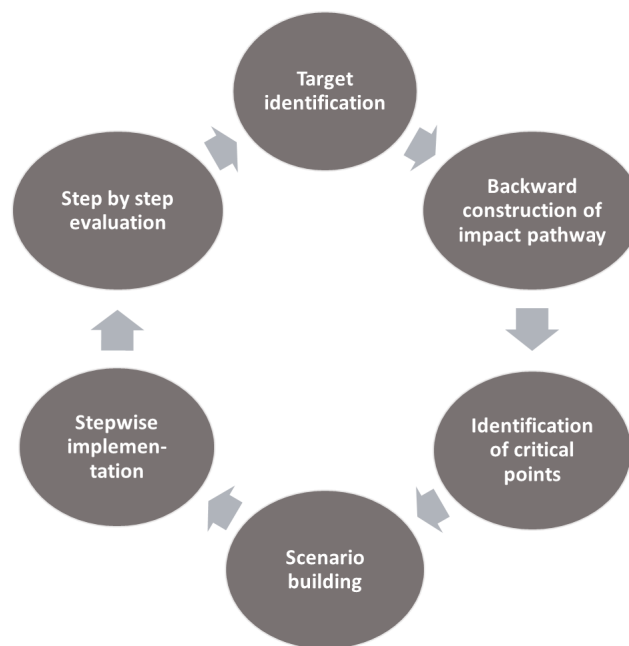 Target
identification
Backward
construction of
impact pathway
Identification
of critical
points
Scenario
building
Stepwise
implemen-
tation
Step by step
evaluation